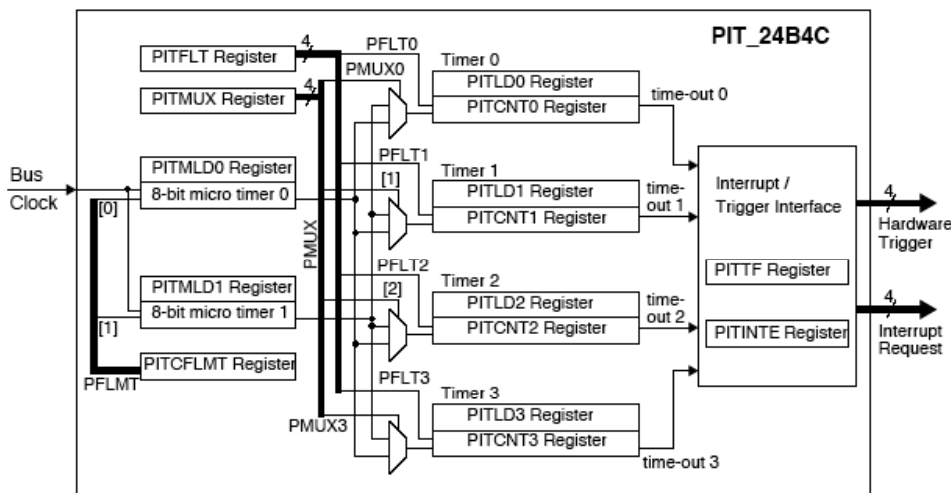 PIT_24B4C
PITFLT Register
4
PFLT0
Timer 0
PITLD0 Register
PITCNT0 Register
time-out 0
PITMUX Register
4
PMUX0
PITMLD0 Register
8-bit micro timer 0
Bus
Clock
[0]
[1]
PFLT1
Timer 1
PITLD1 Register
PITCNT1 Register
time-
out 1
Interrupt /
Trigger Interface
4
Hardware
Trigger
PMUX
PITMLD1 Register
8-bit micro timer 1
[1]
PFLT2
[2]
Timer 2
PITLD2 Register
PITCNT2 Register
time-
out 2
PITTF Register
PITINTE Register
4
Interrupt
Request
PITCFLMT Register
PFLMT
PFLT3
PMUX3
Timer 3
PITLD3 Register
PITCNT3 Register
time-out 3